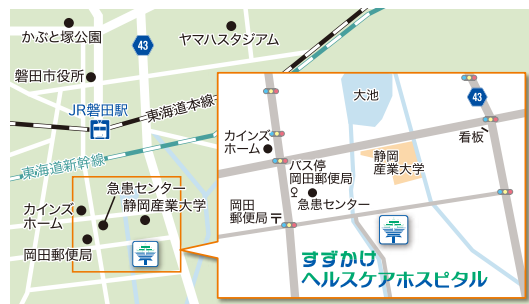 かぶと塚公園
43
ヤマハスタジアム
磐田市役所
JR磐田駅
東海道本線
東海道新幹線
急患センター
カインズ
ホーム
静岡産業大学
岡田郵便局
大池
43
カインズ
ホーム
看板
バス停
岡田郵便局
静岡
産業大学
急患センター
岡田
郵便局
すずかけ
ヘルスケアホスピタル